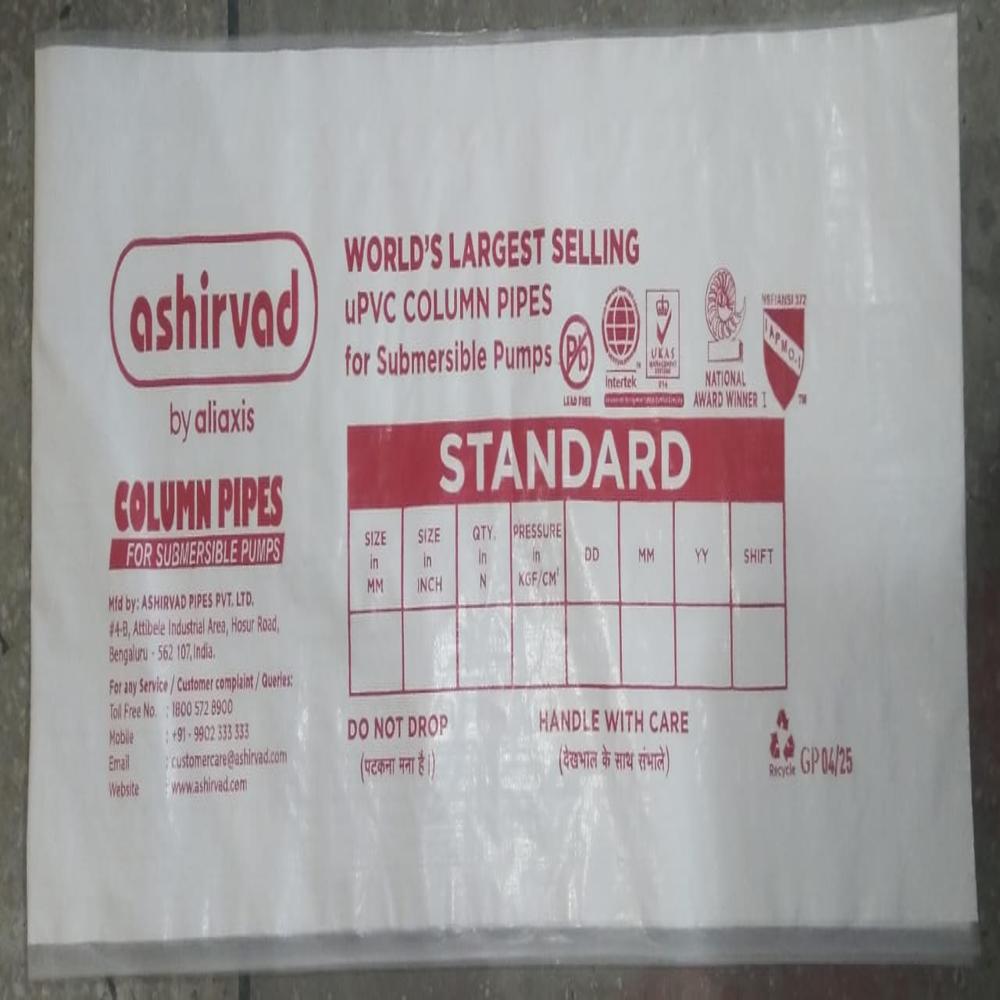 ashirvad
by aliaxis
COLUMN PIPES
FOR SUBMERSIBLE PUMPS
Mfd by: ASHIRVAD PIPES PVT. LTD.
#4-B, Attibele Industrial Area, Hosur Road,
Bengaluru - 562 107, India.
For any Service / Customer complaint / Queries:
Toll Free No. : 1800 572 8900
Mobile : +91 - 9902 333 333
Email : customercare@ashirvad.com
Website : www.ashirvad.com
WORLD'S LARGEST SELLING
uPVC COLUMN PIPES
for Submersible Pumps
Pb
LEAD FREE
Intertek
UKAS
MANAGEMENT
SYSTEMS
014
NATIONAL
AWARD WINNER
NSF/ANSI 372
IAPMO-I
TM
STANDARD
SIZE in MM
SIZE in INCH
QTY. in N
PRESSURE in KGF/CM²
DD
MM
YY
SHIFT
DO NOT DROP
(पटकना मना है।)
HANDLE WITH CARE
(देखभाल के साथ संभाले)
Recycle
GP 04/25